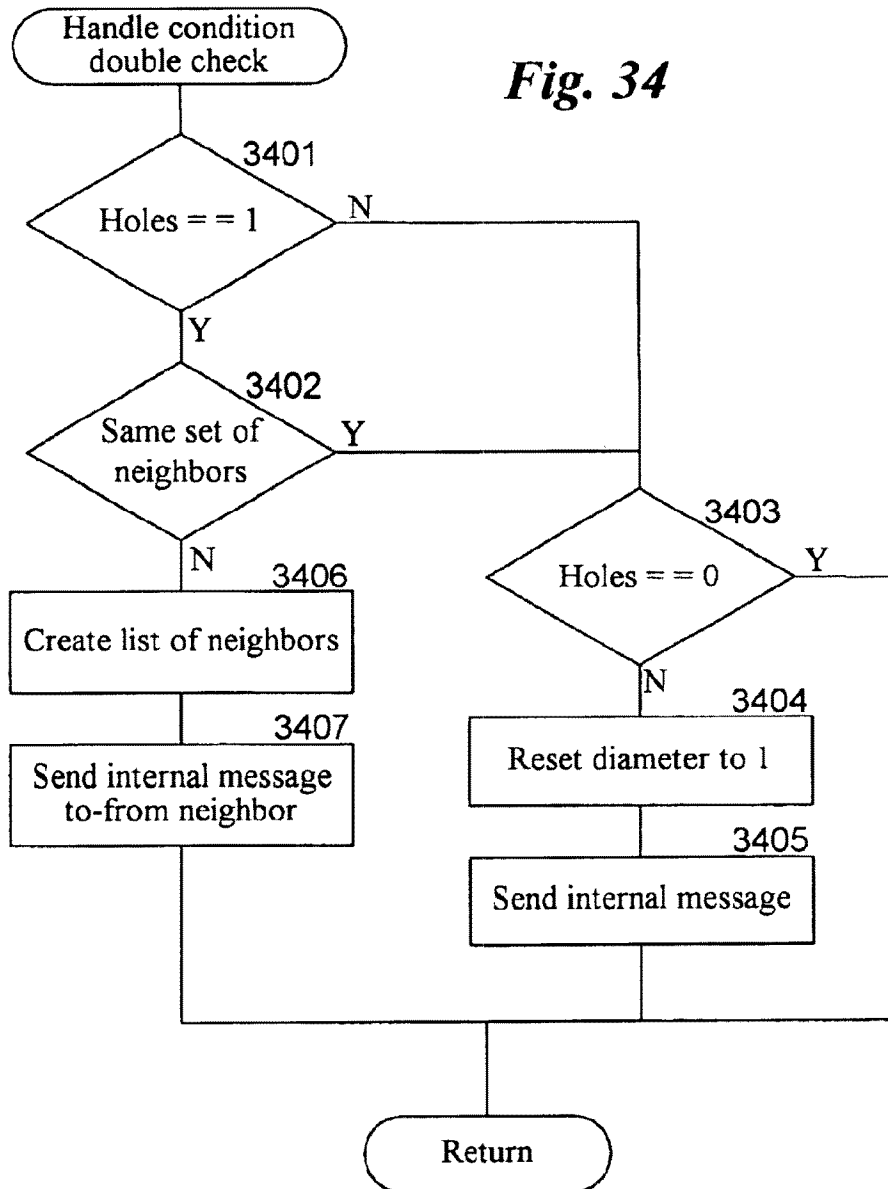 Handle condition
double check
Fig. 34
3401
Holes = = 1
N
Y
3402
Same set of
neighbors
Y
N
3403
Holes = = 0
Y
N
3406
Create list of neighbors
3404
Reset diameter to 1
3407
Send internal message
to-from neighbor
3405
Send internal message
Return